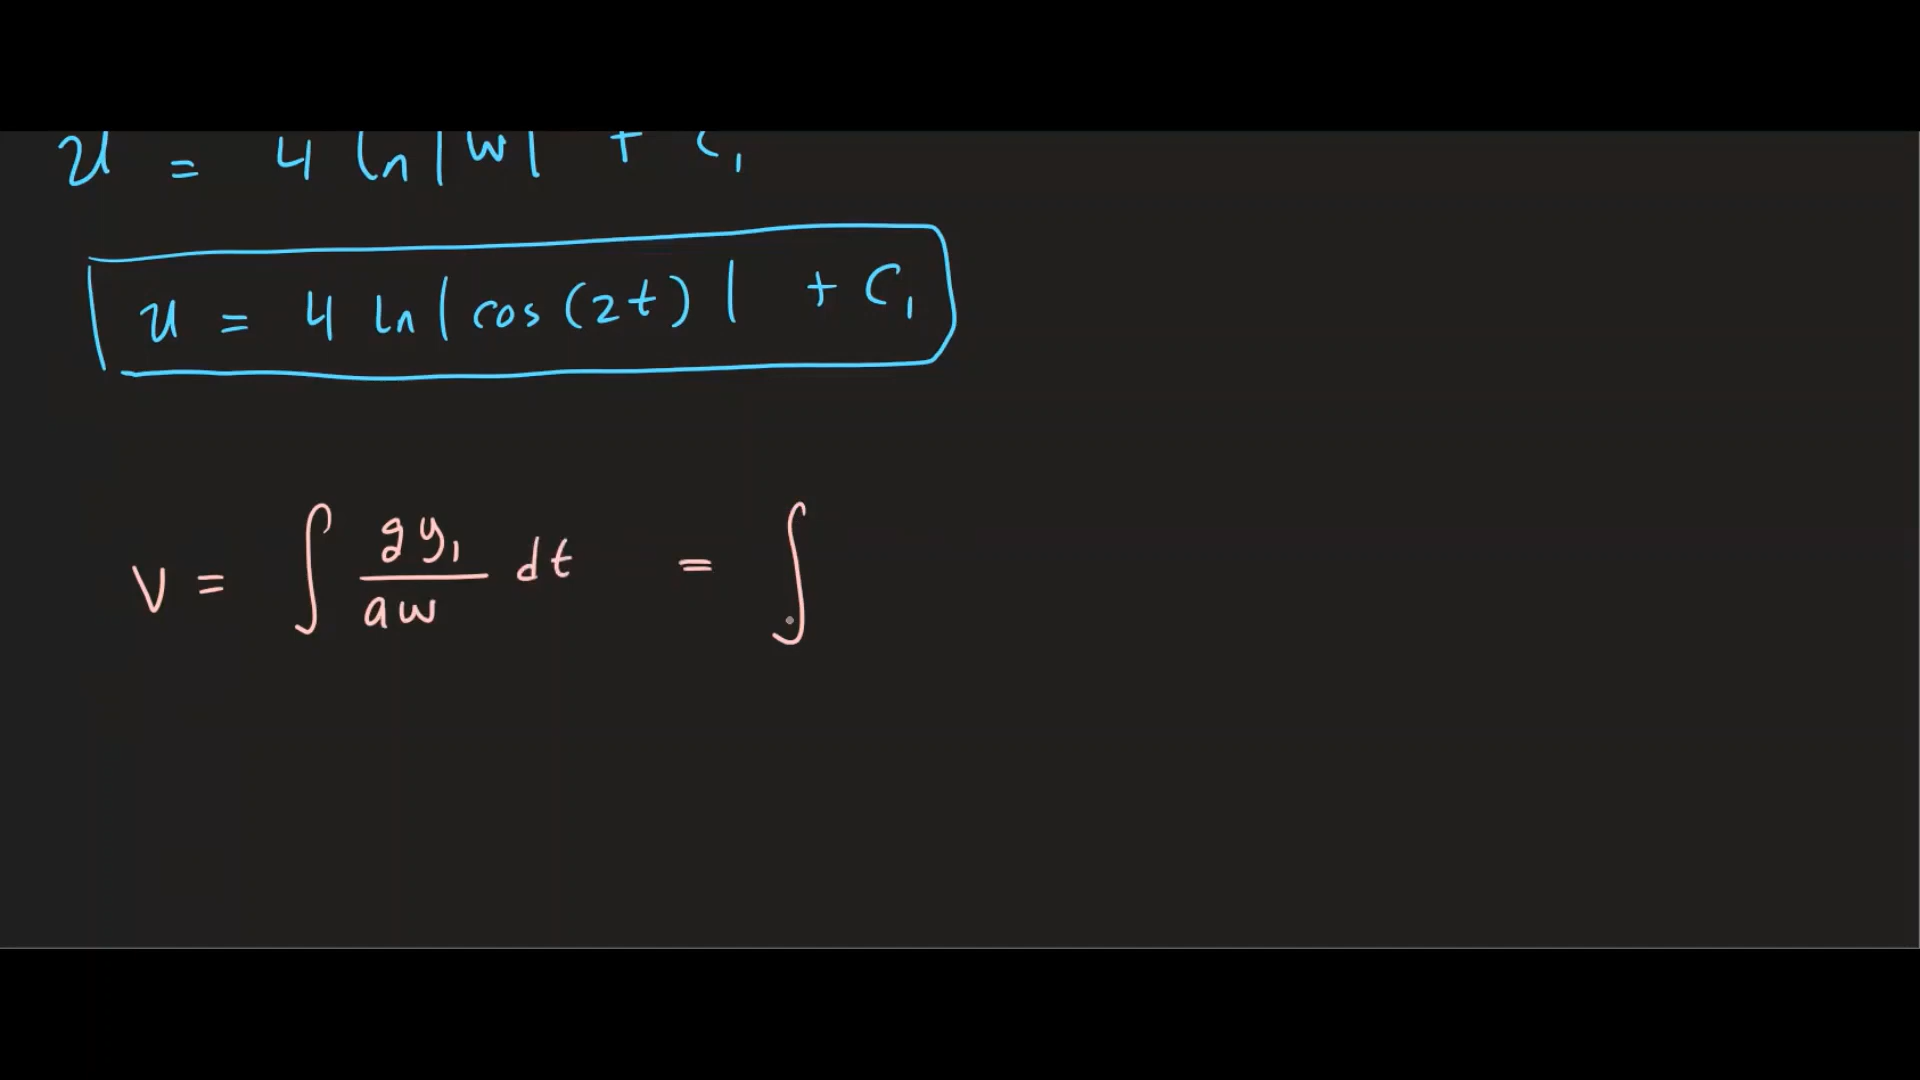 u = 4 ln|w| + C₁
u = 4 ln|cos(2t)| + C₁
v = ∫ gy₁/aw dt = ∫